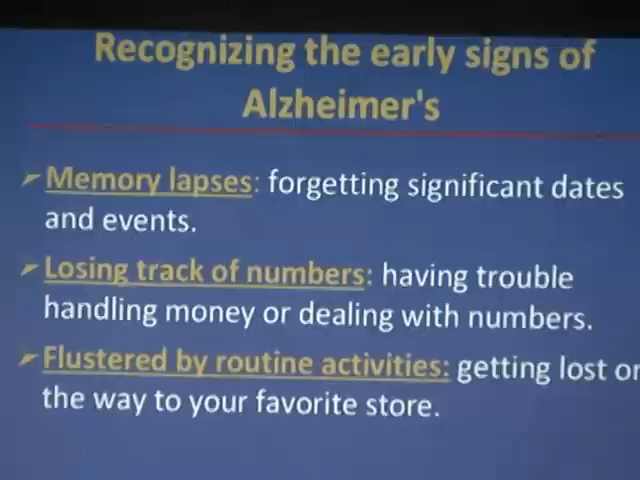 Recognizing the early signs of
Alzheimer's
Memory lapses: forgetting significant dates
and events.
Losing track of numbers: having trouble
handling money or dealing with numbers.
Flustered by routine activities: getting lost on
the way to your favorite store.